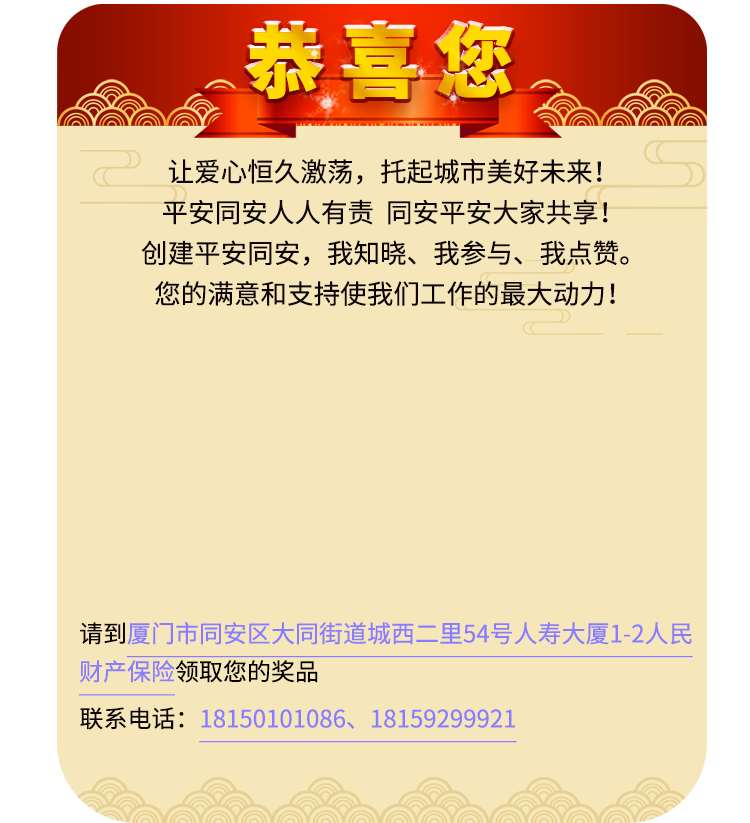 恭喜您
让爱心恒久激荡，托起城市美好未来！
平安同安人人有责 同安平安大家共享！
创建平安同安，我知晓、我参与、我点赞。
您的满意和支持使我们工作的最大动力！
请到厦门市同安区大同街道城西二里54号人寿大厦1-2人民
财产保险领取您的奖品
联系电话：18150101086、18159299921